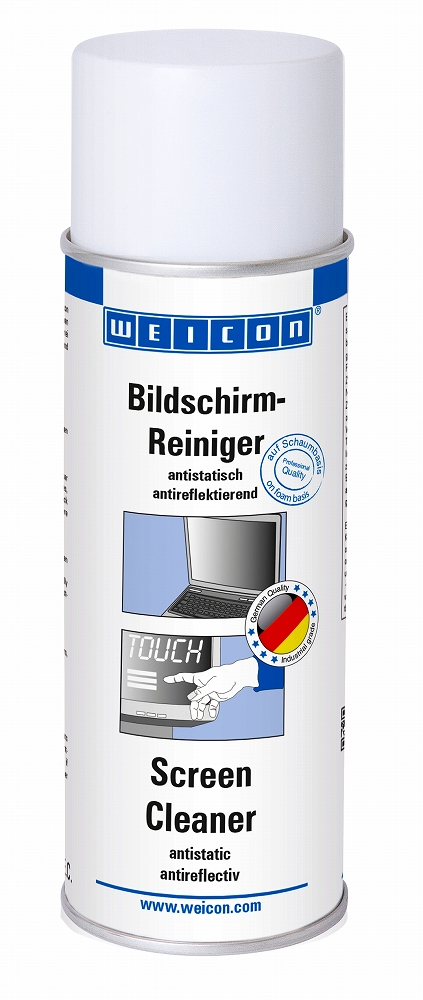 WEICON®
Bildschirm-
Reiniger
antistatisch
antireflektierend
auf Schaumbasis
Professional
Quality
on foam basis
German Quality
Industrial grade
TOUCH
Screen
Cleaner
antistatic
antireflectiv
www.weicon.com